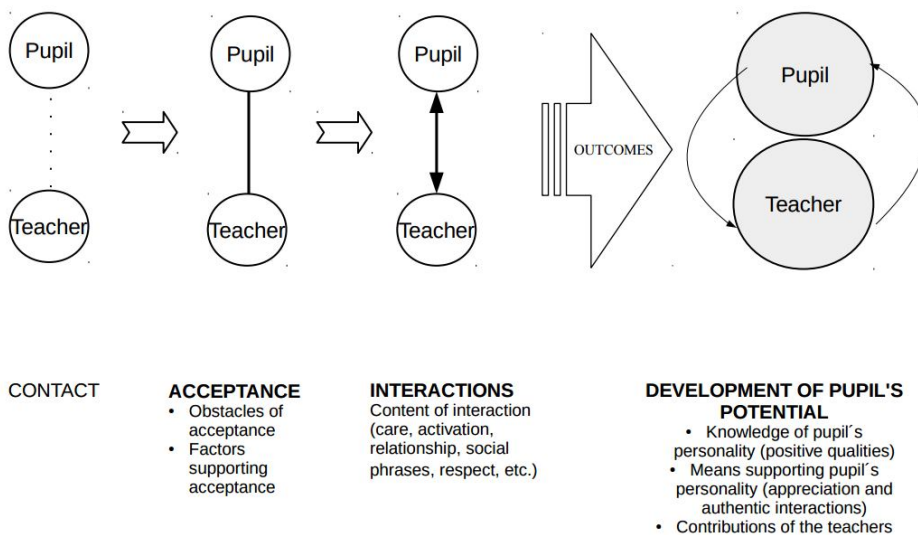 Pupil
Teacher
Pupil
Teacher
Pupil
Teacher
OUTCOMES
Pupil
Teacher
CONTACT
ACCEPTANCE
• Obstacles of
acceptance
• Factors
supporting
acceptance
INTERACTIONS
Content of interaction
(care, activation,
relationship, social
phrases, respect, etc.)
DEVELOPMENT OF PUPIL'S
POTENTIAL
• Knowledge of pupil´s
personality (positive qualities)
• Means supporting pupil´s
personality (appreciation and
authentic interactions)
• Contributions of the teachers